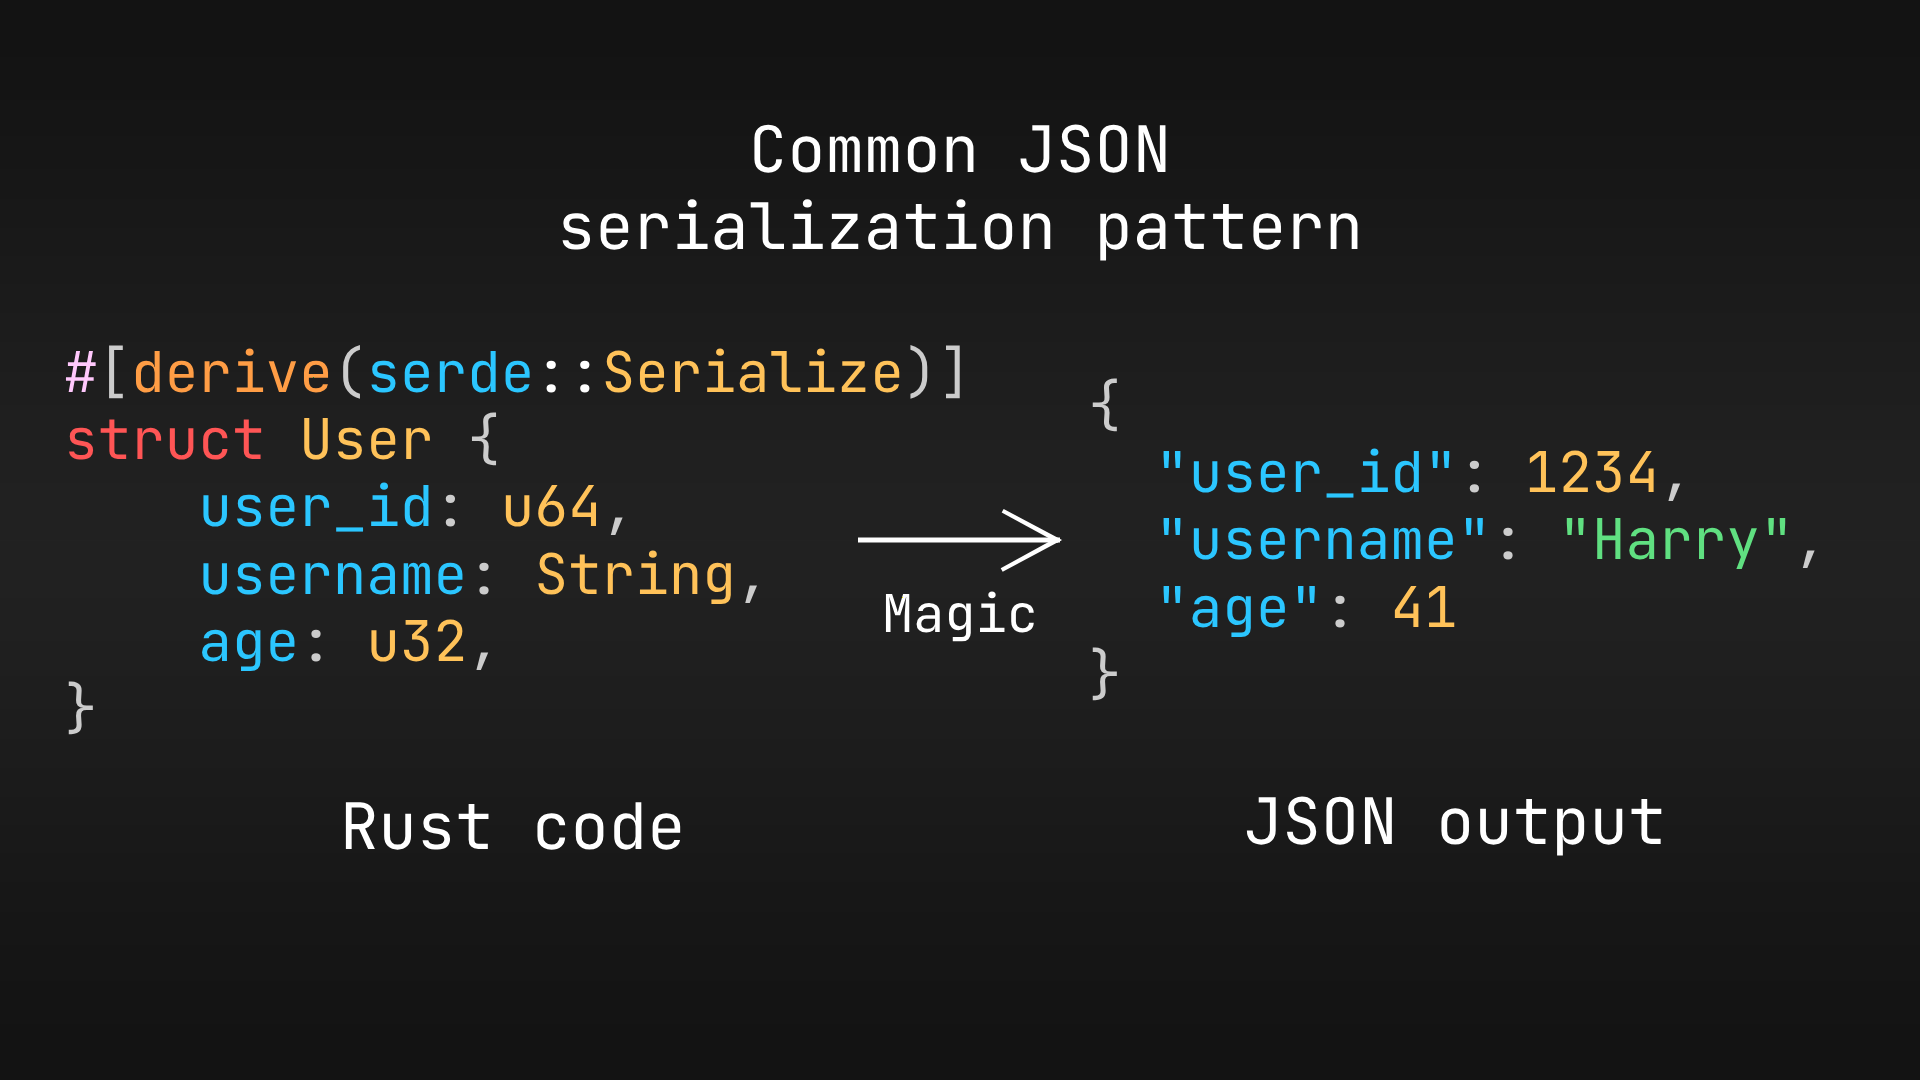 Common JSON
serialization pattern
#[derive(serde::Serialize)]
struct User {
    user_id: u64,
    username: String,
    age: u32,
}
Magic
{
  "user_id": 1234,
  "username": "Harry",
  "age": 41
}
Rust code
JSON output